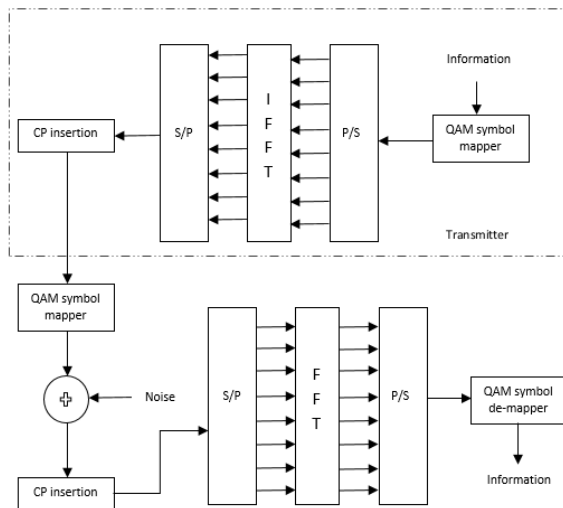 Information
QAM symbol
mapper
P/S
I
F
F
T
S/P
CP insertion
Transmitter
QAM symbol
mapper
Noise
CP insertion
S/P
F
F
T
P/S
QAM symbol
de-mapper
Information